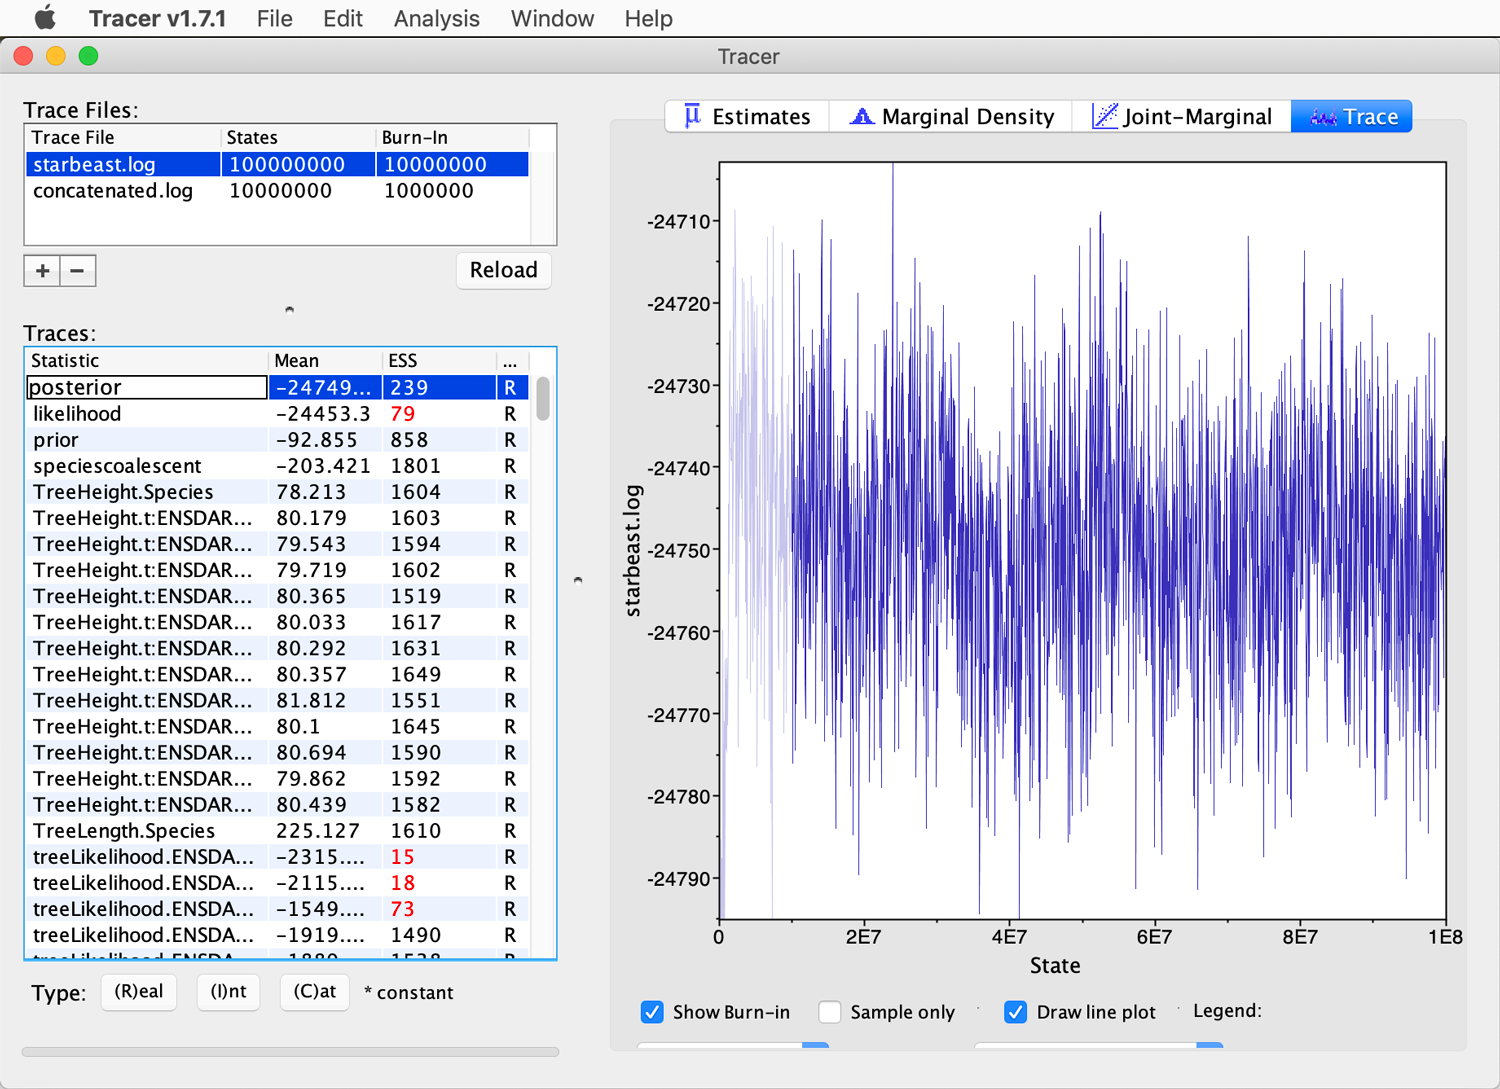 Tracer v1.7.1 File Edit Analysis Window Help
Tracer
Trace Files:
Trace File States Burn-In
starbeast.log 100000000 10000000
concatenated.log 10000000 1000000
+ −
Reload
Traces:
Statistic Mean ESS ...
posterior -24749... 239 R
likelihood -24453.3 79 R
prior -92.855 858 R
speciescoalescent -203.421 1801 R
TreeHeight.Species 78.213 1604 R
TreeHeight.t:ENSDAR... 80.179 1603 R
TreeHeight.t:ENSDAR... 79.543 1594 R
TreeHeight.t:ENSDAR... 79.719 1602 R
TreeHeight.t:ENSDAR... 80.365 1519 R
TreeHeight.t:ENSDAR... 80.033 1617 R
TreeHeight.t:ENSDAR... 80.292 1631 R
TreeHeight.t:ENSDAR... 80.357 1649 R
TreeHeight.t:ENSDAR... 81.812 1551 R
TreeHeight.t:ENSDAR... 80.1 1645 R
TreeHeight.t:ENSDAR... 80.694 1590 R
TreeHeight.t:ENSDAR... 79.862 1592 R
TreeHeight.t:ENSDAR... 80.439 1582 R
TreeLength.Species 225.127 1610 R
treeLikelihood.ENSDA... -2315.... 15 R
treeLikelihood.ENSDA... -2115.... 18 R
treeLikelihood.ENSDA... -1549.... 73 R
treeLikelihood.ENSDA... -1919.... 1490 R
Type: (R)eal (I)nt (C)at * constant
Estimates Marginal Density Joint-Marginal Trace
-24710
-24720
-24730
-24740
-24750
-24760
-24770
-24780
-24790
starbeast.log
0 2E7 4E7 6E7 8E7 1E8
State
Show Burn-in Sample only Draw line plot Legend: